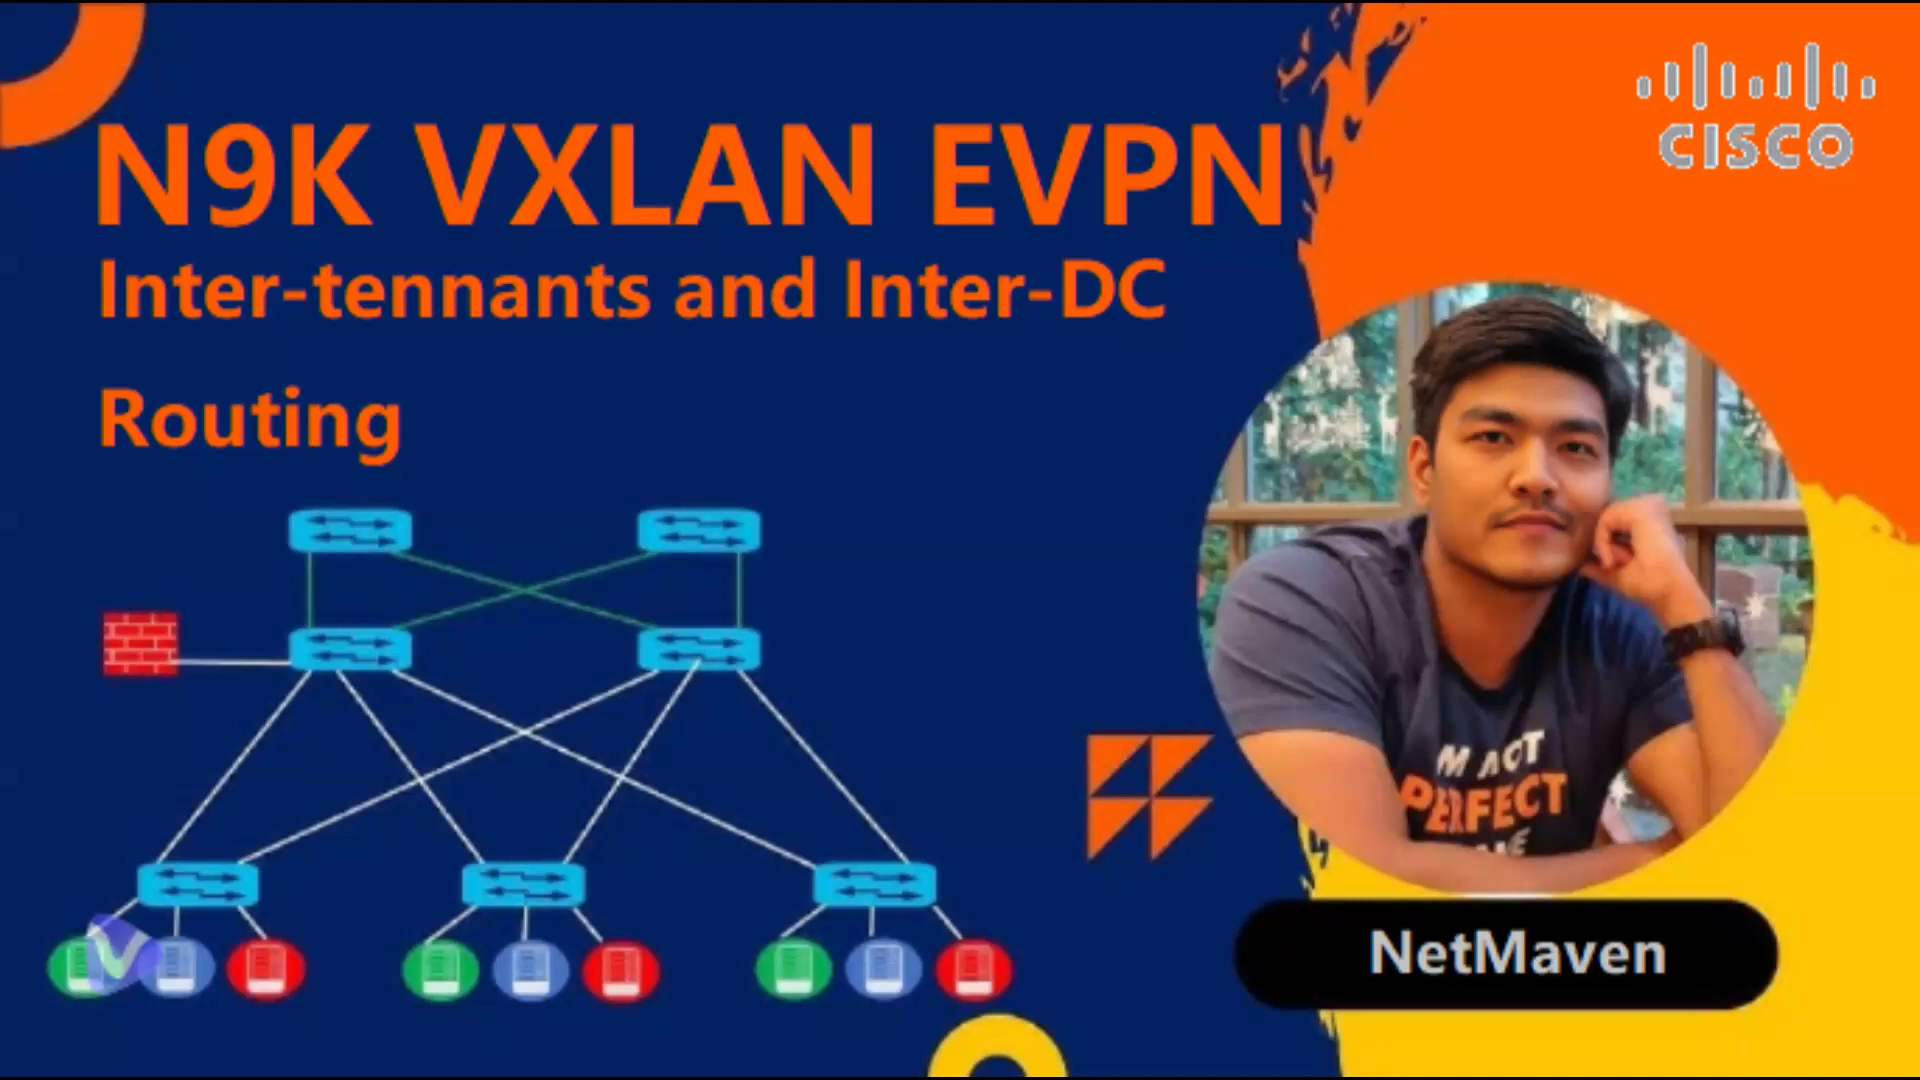 CISCO
N9K VXLAN EVPN
Inter-tennants and Inter-DC
Routing
PERFECT
NetMaven